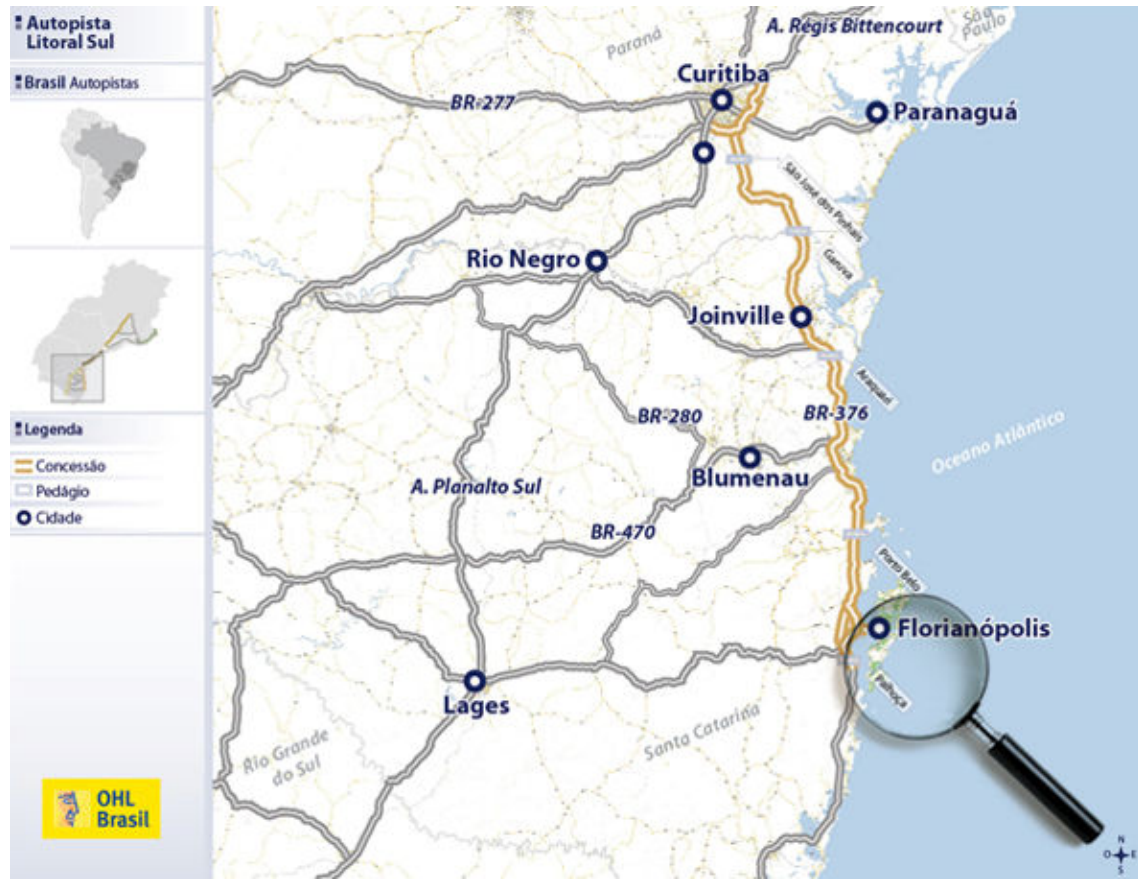 Autopista
Litoral Sul
Brasil Autopistas
Legenda
Concessão
Pedágio
Cidade
OHL
Brasil
A. Régis Bittencourt
São
Paulo
Paraná
Curitiba
BR-277
Paranaguá
São José dos Pinhais
Rio Negro
Garuva
Joinville
Araquari
BR-280
BR-376
Oceano Atlântico
Blumenau
A. Planalto Sul
BR-470
Porto Belo
Florianópolis
Palhoça
Lages
Santa Catarina
Rio Grande
do Sul
N
O E
S